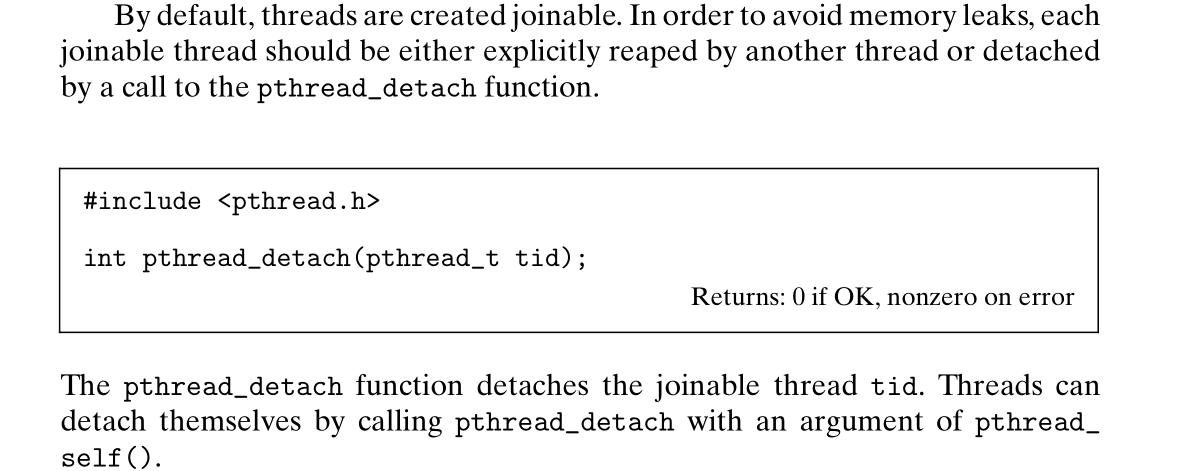 By default, threads are created joinable. In order to avoid memory leaks, each
joinable thread should be either explicitly reaped by another thread or detached
by a call to the pthread_detach function.
#include <pthread.h>
int pthread_detach(pthread_t tid);
Returns: 0 if OK, nonzero on error
The pthread_detach function detaches the joinable thread tid. Threads can
detach themselves by calling pthread_detach with an argument of pthread_
self().